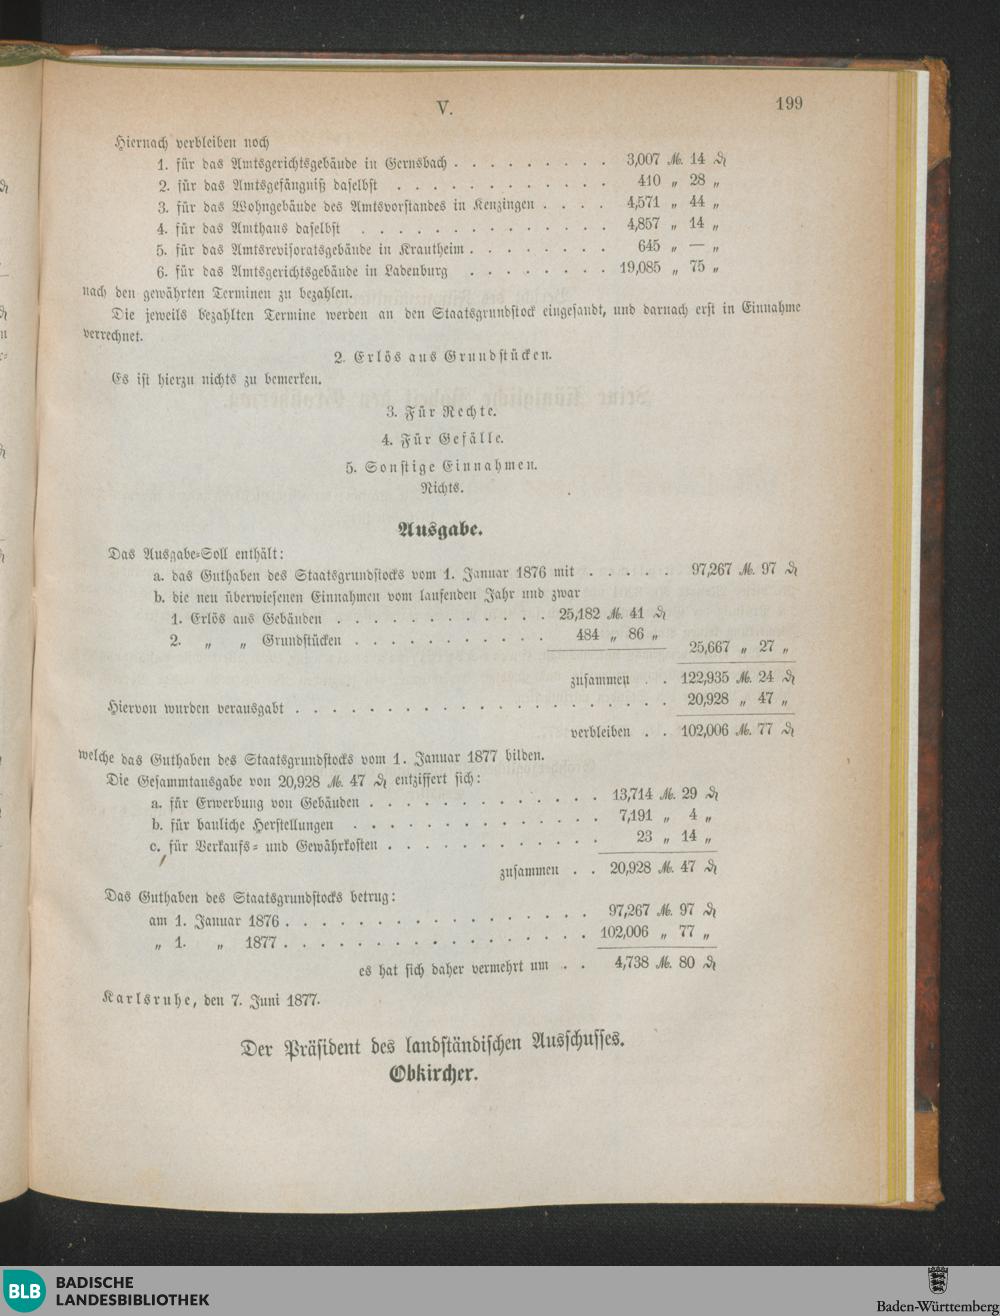 V.
199
Hiernach verbleiben noch
1. für das Amtsgerichtsgebäude in Gernsbach . . . . . . . . . 3,007 ℳ. 14 ₰
2. für das Amtsgefängniß daselbst . . . . . . . . . . . . 410 „ 28 „
3. für das Wohngebäude des Amtsvorstandes in Kenzingen . . . . 4,571 „ 44 „
4. für das Amthaus daselbst . . . . . . . . . . . . . . 4,857 „ 14 „
5. für das Amtsrevisoratsgebäude in Krautheim . . . . . . . . 645 „ — „
6. für das Amtsgerichtsgebäude in Ladenburg . . . . . . . . 19,085 „ 75 „
nach den gewährten Terminen zu bezahlen.
Die jeweils bezahlten Termine werden an den Staatsgrundstock eingesandt, und darnach erst in Einnahme
verrechnet.
2. Erlös aus Grundstücken.
Es ist hierzu nichts zu bemerken.
3. Für Rechte.
4. Für Gefälle.
5. Sonstige Einnahmen.
Nichts.
Ausgabe.
Das Ausgabe-Soll enthält:
a. das Guthaben des Staatsgrundstocks vom 1. Januar 1876 mit . . . . . 97,267 ℳ. 97 ₰
b. die neu überwiesenen Einnahmen vom laufenden Jahr und zwar
1. Erlös aus Gebäuden . . . . . . . . . . . . 25,182 ℳ. 41 ₰
2. „ „ Grundstücken . . . . . . . . . . . 484 „ 86 „
25,667 „ 27 „
zusammen . . 122,935 ℳ. 24 ₰
Hiervon wurden verausgabt . . . . . . . . . . . . . . . . . . . . 20,928 „ 47 „
verbleiben . . 102,006 ℳ. 77 ₰
welche das Guthaben des Staatsgrundstocks vom 1. Januar 1877 bilden.
Die Gesammtausgabe von 20,928 ℳ. 47 ₰ entziffert sich:
a. für Erwerbung von Gebäuden . . . . . . . . . . . . . 13,714 ℳ. 29 ₰
b. für bauliche Herstellungen . . . . . . . . . . . . . . 7,191 „ 4 „
c. für Verkaufs- und Gewährkosten . . . . . . . . . . . . 23 „ 14 „
zusammen . . 20,928 ℳ. 47 ₰
Das Guthaben des Staatsgrundstocks betrug:
am 1. Januar 1876 . . . . . . . . . . . . . . . . . 97,267 ℳ. 97 ₰
„ 1. „ 1877 . . . . . . . . . . . . . . . . . 102,006 „ 77 „
es hat sich daher vermehrt um . . 4,738 ℳ. 80 ₰
Karlsruhe, den 7. Juni 1877.
Der Präsident des landständischen Ausschusses.
Obkircher.
BLB BADISCHE
LANDESBIBLIOTHEK
Baden-Württemberg